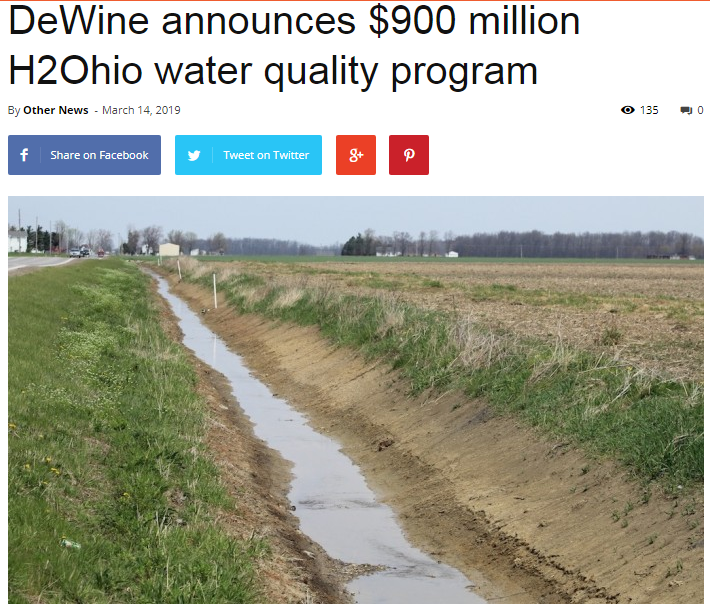 DeWine announces $900 million
H2Ohio water quality program
By Other News - March 14, 2019 135 0
Share on Facebook Tweet on Twitter g+